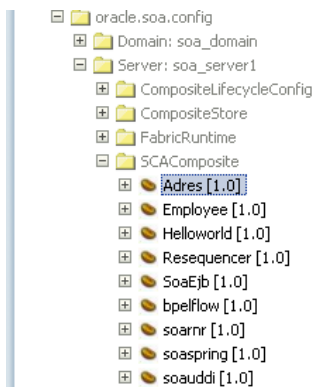 oracle.soa.config
Domain: soa_domain
Server: soa_server1
CompositeLifecycleConfig
CompositeStore
FabricRuntime
SCAComposite
Adres [1.0]
Employee [1.0]
Helloworld [1.0]
Resequencer [1.0]
SoaEjb [1.0]
bpelflow [1.0]
soarnr [1.0]
soaspring [1.0]
soauddi [1.0]